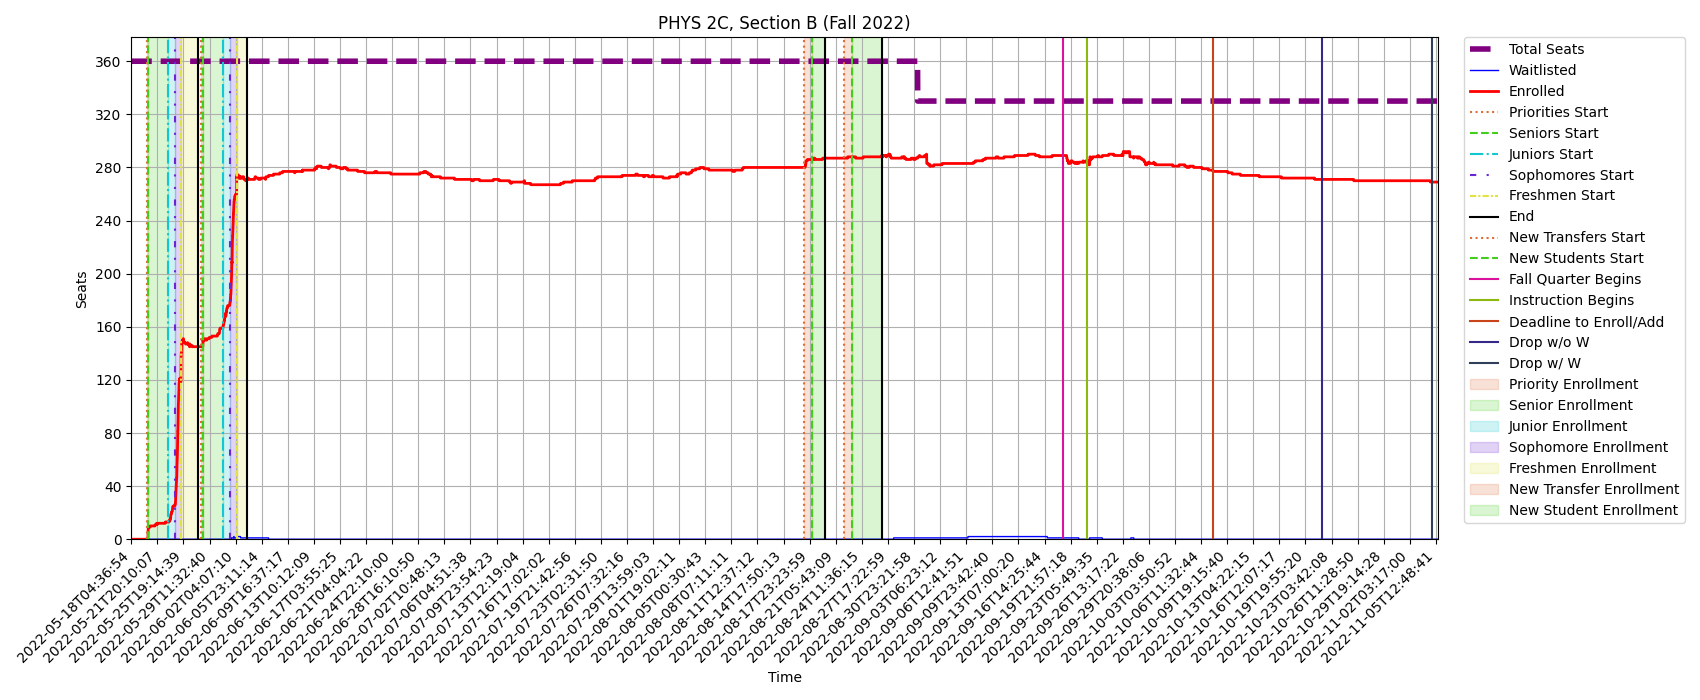 PHYS 2C, Section B (Fall 2022)
Seats
360
320
280
240
200
160
120
80
40
0
2022-05-18T04:36:54
2022-05-21T20:10:07
2022-05-25T19:14:39
2022-05-29T11:32:40
2022-06-02T04:07:10
2022-06-05T23:11:14
2022-06-09T16:37:17
2022-06-13T10:12:09
2022-06-17T03:55:25
2022-06-21T04:04:22
2022-06-24T22:10:00
2022-06-28T16:10:50
2022-07-02T10:48:13
2022-07-06T04:51:38
2022-07-09T23:54:23
2022-07-13T12:19:04
2022-07-16T17:02:02
2022-07-19T21:42:56
2022-07-23T02:31:50
2022-07-26T07:32:16
2022-07-29T13:59:03
2022-08-01T19:02:11
2022-08-05T00:30:43
2022-08-08T07:11:11
2022-08-11T12:37:12
2022-08-14T17:50:13
2022-08-17T23:23:59
2022-08-21T05:43:09
2022-08-24T11:36:15
2022-08-27T17:22:59
2022-08-30T23:21:58
2022-09-03T06:23:12
2022-09-06T12:41:51
2022-09-09T23:42:40
2022-09-13T07:00:20
2022-09-16T14:25:44
2022-09-19T21:57:18
2022-09-23T05:49:35
2022-09-26T13:17:22
2022-09-29T20:38:06
2022-10-03T03:50:52
2022-10-06T11:32:44
2022-10-09T19:15:40
2022-10-13T04:22:15
2022-10-16T12:07:17
2022-10-19T19:55:20
2022-10-23T03:42:08
2022-10-26T11:28:50
2022-10-29T19:14:28
2022-11-02T03:17:00
2022-11-05T12:48:41
Time
Total Seats
Waitlisted
Enrolled
Priorities Start
Seniors Start
Juniors Start
Sophomores Start
Freshmen Start
End
New Transfers Start
New Students Start
Fall Quarter Begins
Instruction Begins
Deadline to Enroll/Add
Drop w/o W
Drop w/ W
Priority Enrollment
Senior Enrollment
Junior Enrollment
Sophomore Enrollment
Freshmen Enrollment
New Transfer Enrollment
New Student Enrollment